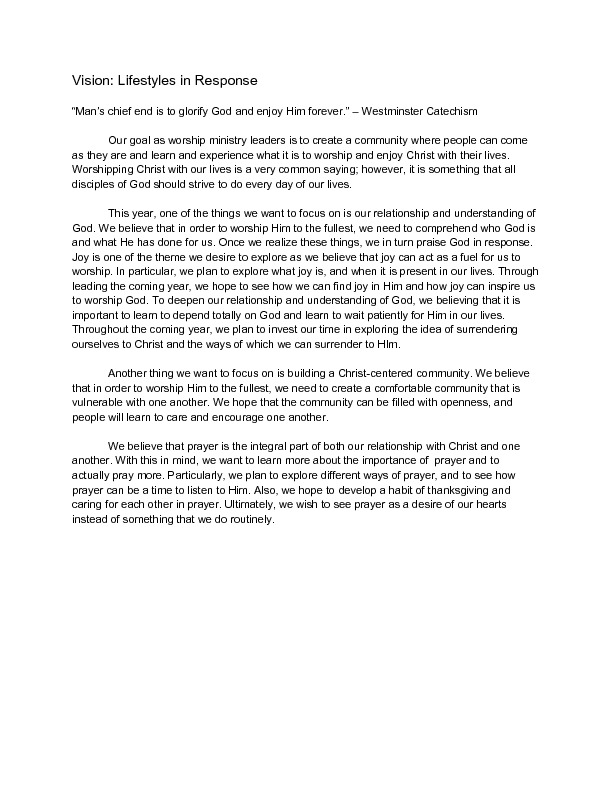 Vision: Lifestyles in Response
“Man’s chief end is to glorify God and enjoy Him forever.” – Westminster Catechism
Our goal as worship ministry leaders is to create a community where people can come
as they are and learn and experience what it is to worship and enjoy Christ with their lives.
Worshipping Christ with our lives is a very common saying; however, it is something that all
disciples of God should strive to do every day of our lives.
This year, one of the things we want to focus on is our relationship and understanding of
God. We believe that in order to worship Him to the fullest, we need to comprehend who God is
and what He has done for us. Once we realize these things, we in turn praise God in response.
Joy is one of the theme we desire to explore as we believe that joy can act as a fuel for us to
worship. In particular, we plan to explore what joy is, and when it is present in our lives. Through
leading the coming year, we hope to see how we can find joy in Him and how joy can inspire us
to worship God. To deepen our relationship and understanding of God, we believing that it is
important to learn to depend totally on God and learn to wait patiently for Him in our lives.
Throughout the coming year, we plan to invest our time in exploring the idea of surrendering
ourselves to Christ and the ways of which we can surrender to HIm.
Another thing we want to focus on is building a Christ-centered community. We believe
that in order to worship Him to the fullest, we need to create a comfortable community that is
vulnerable with one another. We hope that the community can be filled with openness, and
people will learn to care and encourage one another.
We believe that prayer is the integral part of both our relationship with Christ and one
another. With this in mind, we want to learn more about the importance of  prayer and to
actually pray more. Particularly, we plan to explore different ways of prayer, and to see how
prayer can be a time to listen to Him. Also, we hope to develop a habit of thanksgiving and
caring for each other in prayer. Ultimately, we wish to see prayer as a desire of our hearts
instead of something that we do routinely.